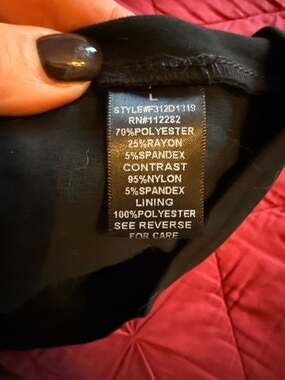 L
STYLE#F312D1319
RN#112282
70%POLYESTER
25%RAYON
5%SPANDEX
CONTRAST
95%NYLON
5%SPANDEX
LINING
100%POLYESTER
SEE REVERSE
FOR CARE